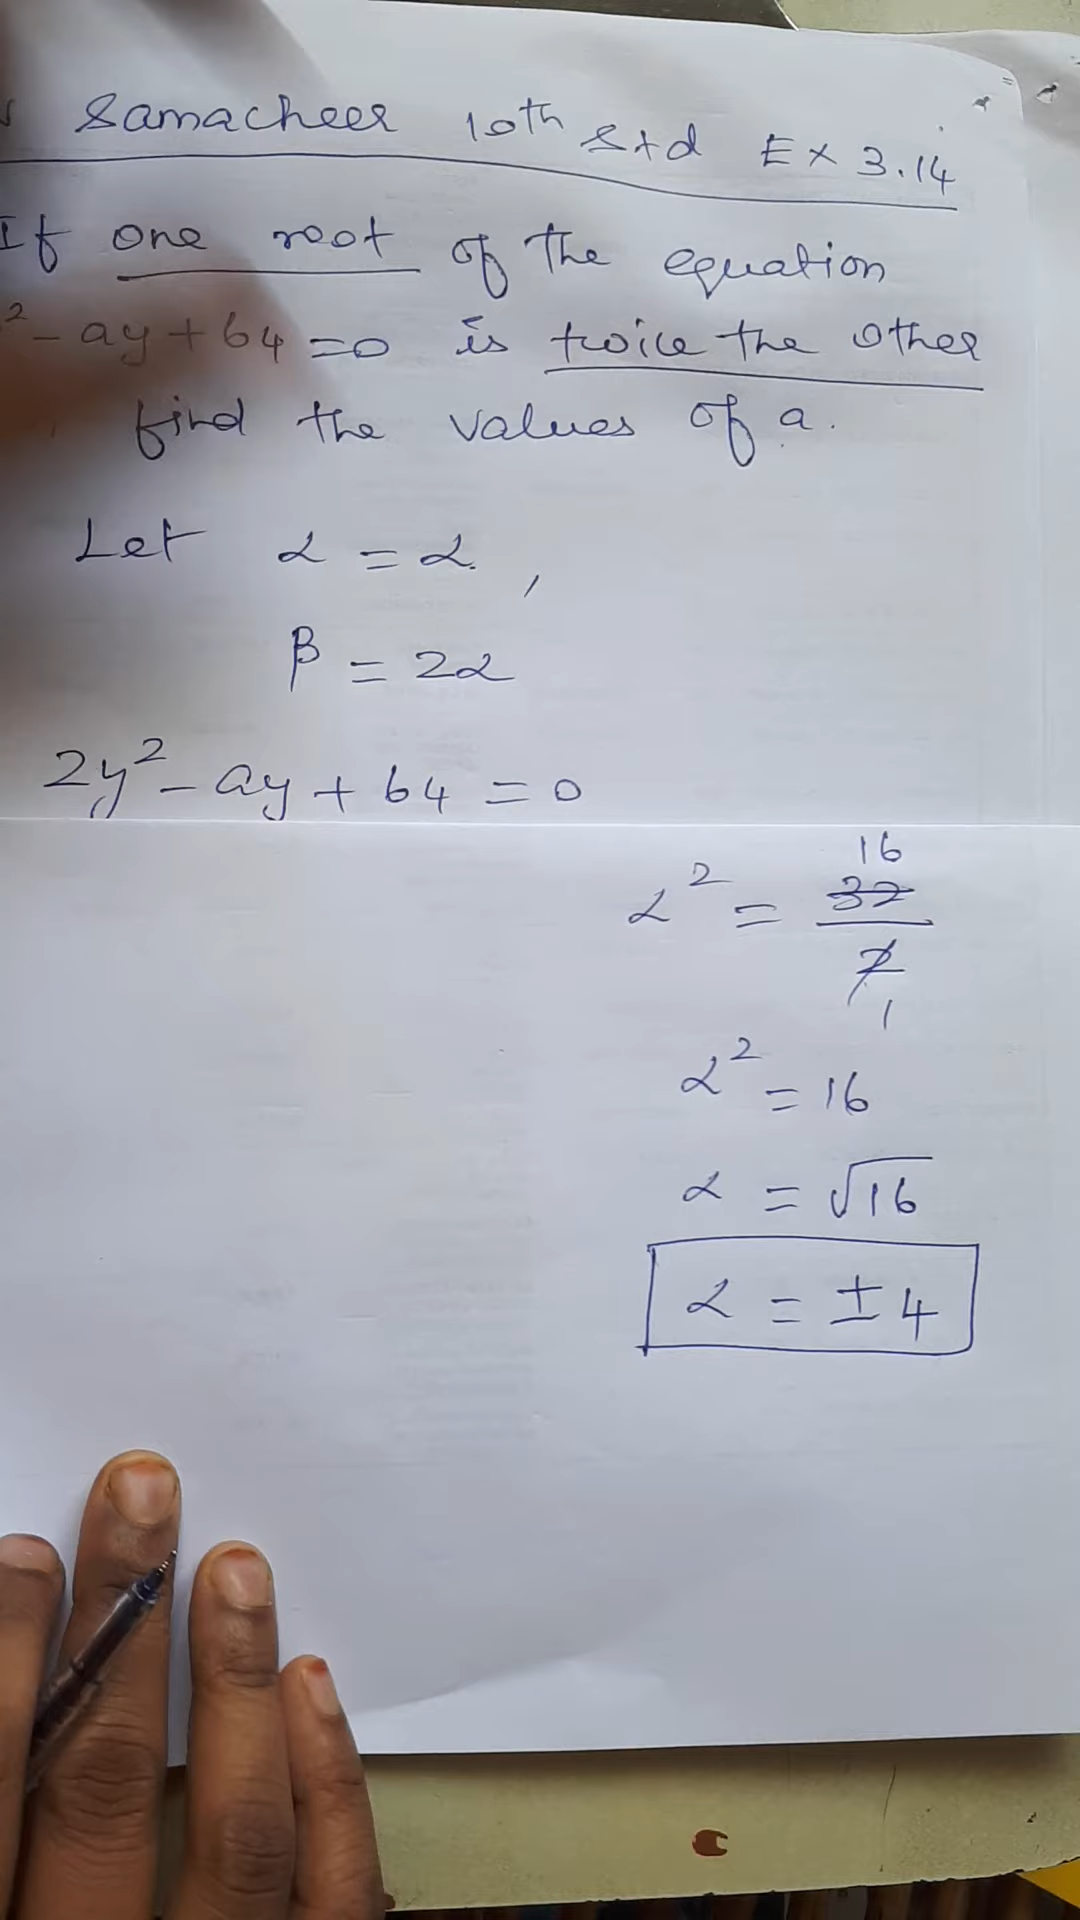 Samacheer 10th Std Ex 3.14
If one root of the equation
² - ay + 64 = 0 is twice the other
find the values of a.
Let α = α,
β = 2α
2y² - ay + 64 = 0
16
α² = 32/2
1
α² = 16
α = √16
α = ± 4